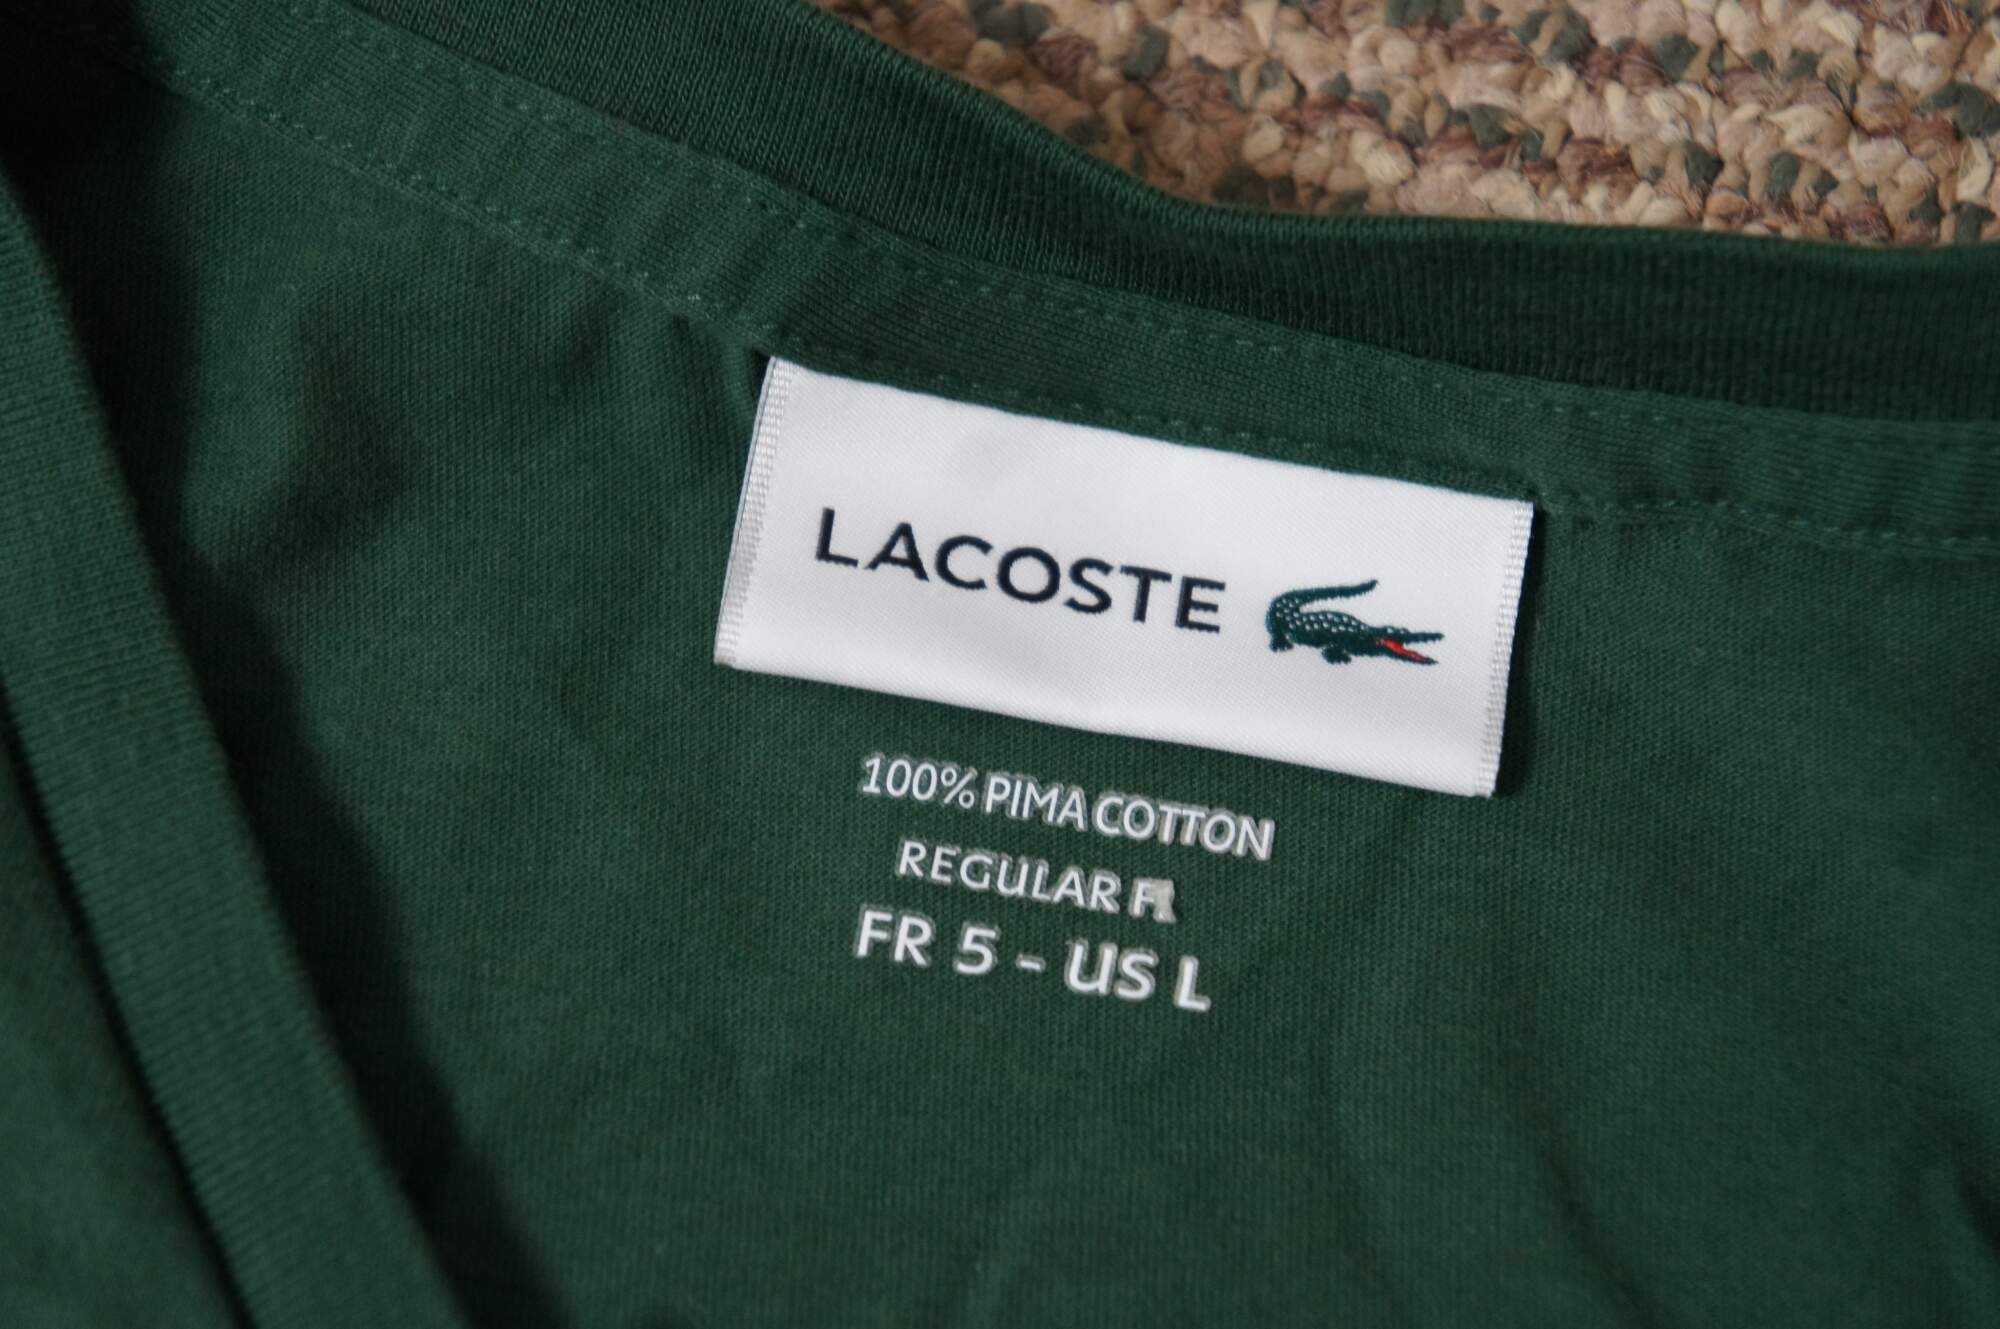 LACOSTE
100% PIMA COTTON
REGULAR
FR 5 - US L